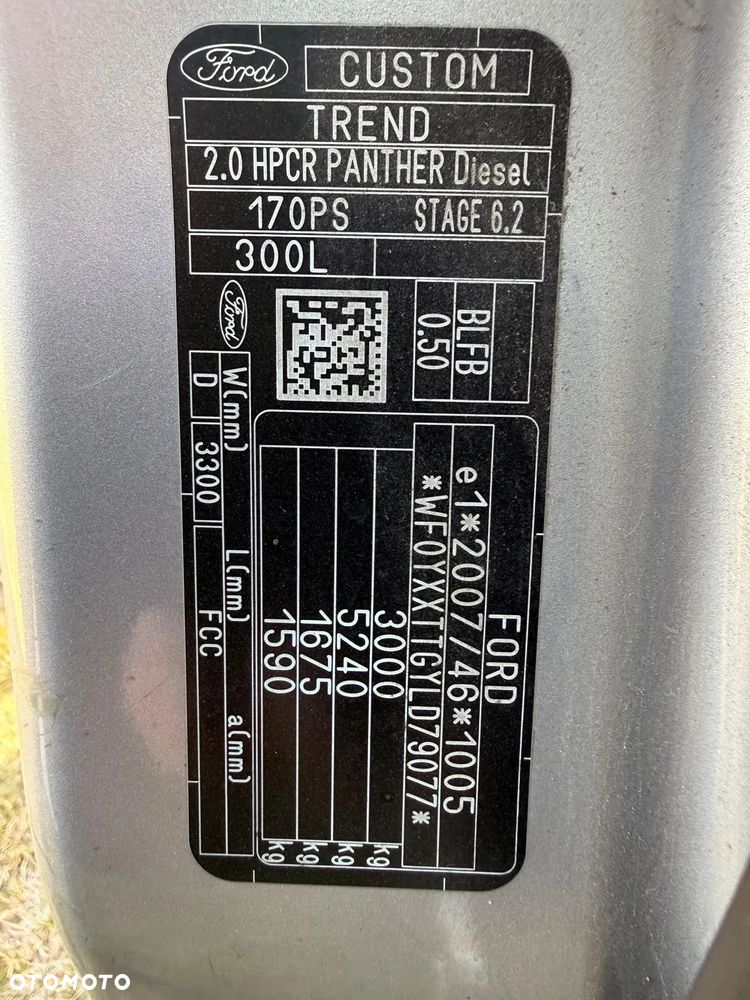 Ford
CUSTOM
TREND
2.0 HPCR PANTHER Diesel
170PS STAGE 6.2
300L
Ford
BLFB
0.50
FORD
e1*2007/46*1005
*WF0YXXTTGYLD79077*
3000 kg
5240 kg
1675 kg
1590 kg
W(mm) L(mm) a(mm)
D 3300 FCC
OTOMOTO